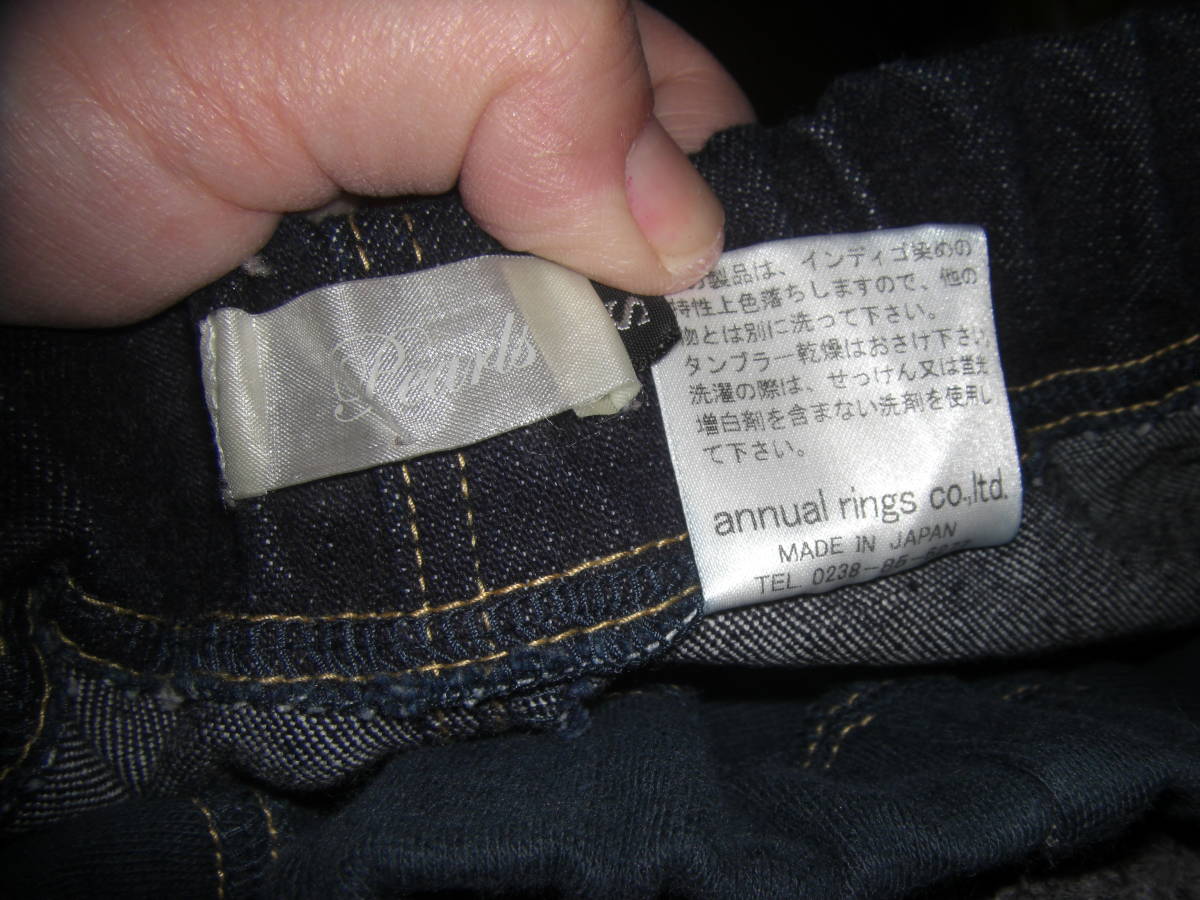 Pearls
S
製品は、インディゴ染めの
特性上色落ちしますので、他の
物とは別に洗って下さい。
タンブラー乾燥はおさけ下さい
洗濯の際は、せっけん又は蛍光
増白剤を含まない洗剤を使用し
て下さい。
annual rings co.,ltd.
MADE IN JAPAN
TEL. 0238-85-